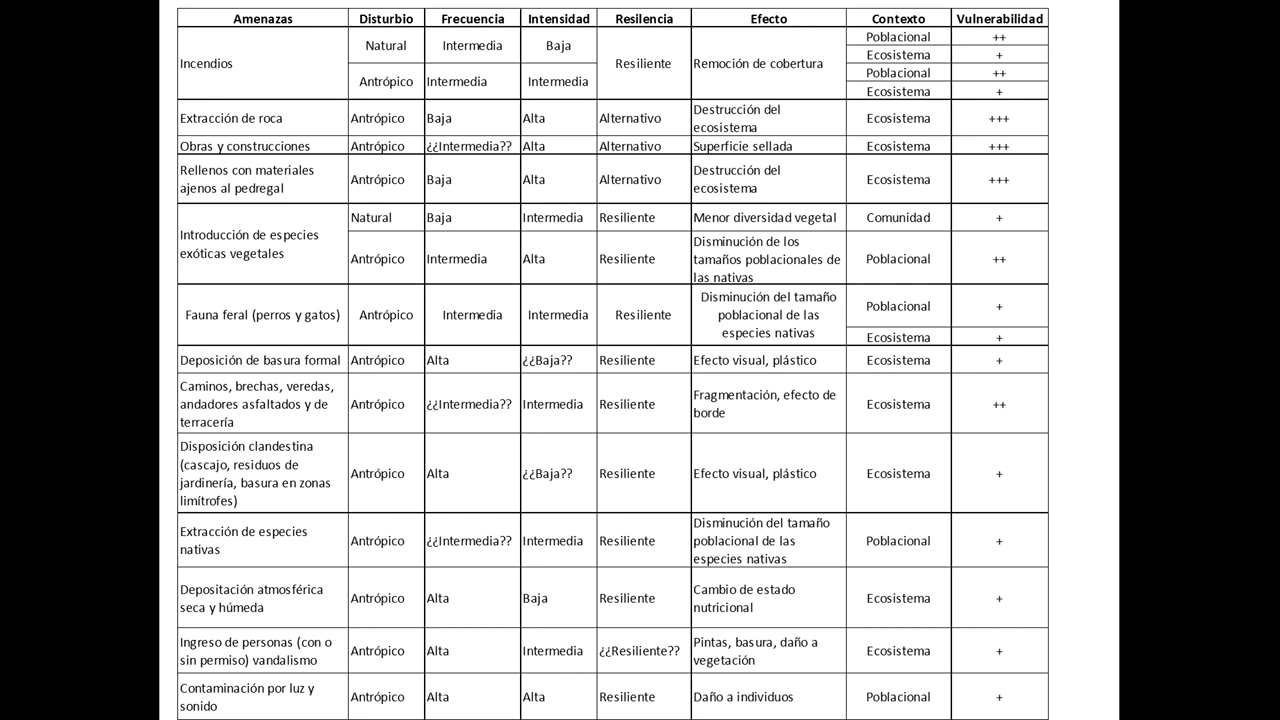 Amenazas Disturbio Frecuencia Intensidad Resilencia Efecto Contexto Vulnerabilidad
Incendios Natural Intermedia Baja Resiliente Remoción de cobertura Poblacional ++
Ecosistema +
Antrópico Intermedia Intermedia Poblacional ++
Ecosistema +
Extracción de roca Antrópico Baja Alta Alternativo Destrucción del
ecosistema Ecosistema +++
Obras y construcciones Antrópico ¿¿Intermedia?? Alta Alternativo Superficie sellada Ecosistema +++
Rellenos con materiales
ajenos al pedregal Antrópico Baja Alta Alternativo Destrucción del
ecosistema Ecosistema +++
Introducción de especies
exóticas vegetales Natural Baja Intermedia Resiliente Menor diversidad vegetal Comunidad +
Antrópico Intermedia Alta Resiliente Disminución de los
tamaños poblacionales de
las nativas Poblacional ++
Fauna feral (perros y gatos) Antrópico Intermedia Intermedia Resiliente Disminución del tamaño
poblacional de las
especies nativas Poblacional +
Ecosistema +
Deposición de basura formal Antrópico Alta ¿¿Baja?? Resiliente Efecto visual, plástico Ecosistema +
Caminos, brechas, veredas,
andadores asfaltados y de
terracería Antrópico ¿¿Intermedia?? Intermedia Resiliente Fragmentación, efecto de
borde Ecosistema ++
Disposición clandestina
(cascajo, residuos de
jardinería, basura en zonas
limítrofes) Antrópico Alta ¿¿Baja?? Resiliente Efecto visual, plástico Ecosistema +
Extracción de especies
nativas Antrópico ¿¿Intermedia?? Intermedia Resiliente Disminución del tamaño
poblacional de las
especies nativas Poblacional +
Depositación atmosférica
seca y húmeda Antrópico Alta Baja Resiliente Cambio de estado
nutricional Ecosistema +
Ingreso de personas (con o
sin permiso) vandalismo Antrópico Alta Intermedia ¿¿Resiliente?? Pintas, basura, daño a
vegetación Ecosistema +
Contaminación por luz y
sonido Antrópico Alta Alta Resiliente Daño a individuos Poblacional +